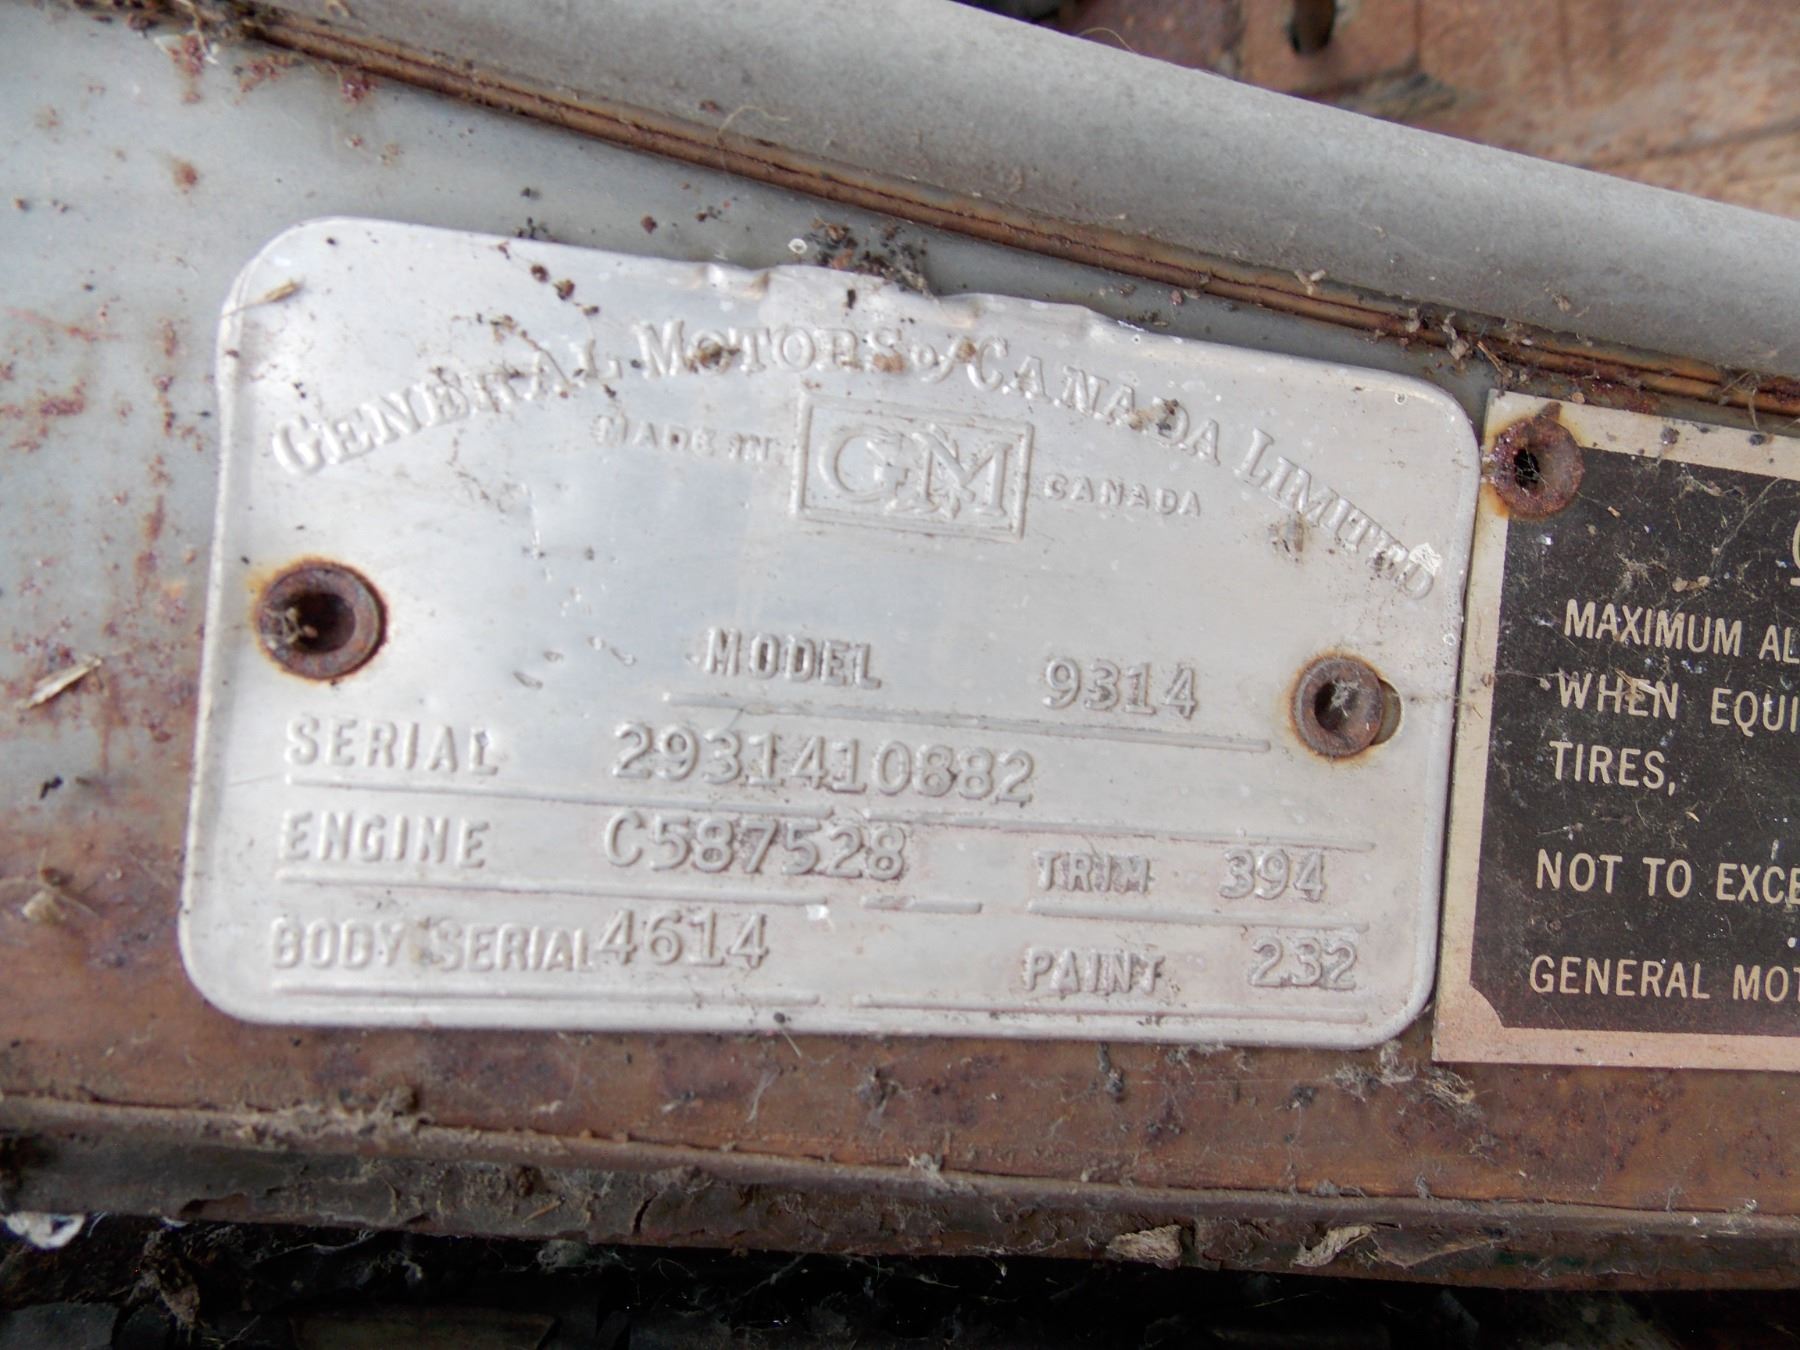 GENERAL MOTORS of CANADA LIMITED
MADE IN GM CANADA
MODEL 9314
SERIAL 2931410882
ENGINE C587528 TRIM 394
BODY SERIAL 4614 PAINT 232
MAXIMUM AL
WHEN EQUI
TIRES,
NOT TO EXCE
GENERAL MOT